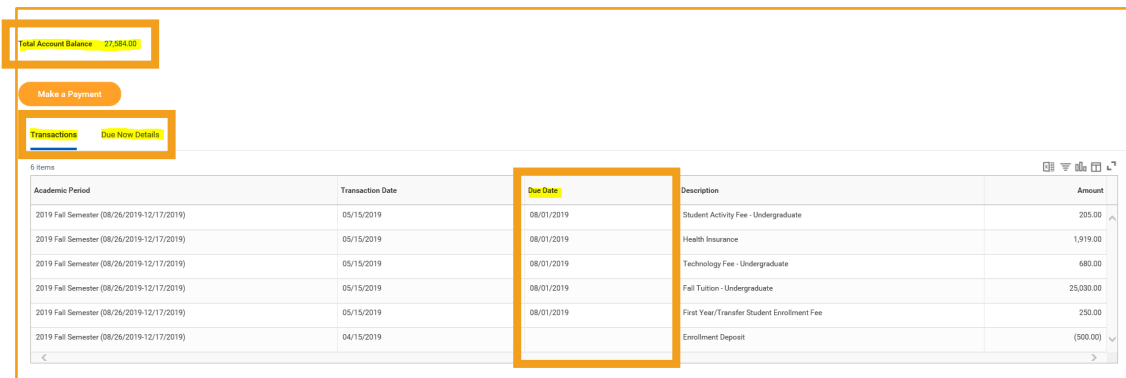 Total Account Balance 27,584.00
Make a Payment
Transactions Due Now Details
6 items
Academic Period Transaction Date Due Date Description Amount
2019 Fall Semester (08/26/2019-12/17/2019) 05/15/2019 08/01/2019 Student Activity Fee - Undergraduate 205.00
2019 Fall Semester (08/26/2019-12/17/2019) 05/15/2019 08/01/2019 Health Insurance 1,919.00
2019 Fall Semester (08/26/2019-12/17/2019) 05/15/2019 08/01/2019 Technology Fee - Undergraduate 680.00
2019 Fall Semester (08/26/2019-12/17/2019) 05/15/2019 08/01/2019 Fall Tuition - Undergraduate 25,030.00
2019 Fall Semester (08/26/2019-12/17/2019) 05/15/2019 08/01/2019 First Year/Transfer Student Enrollment Fee 250.00
2019 Fall Semester (08/26/2019-12/17/2019) 04/15/2019 Enrollment Deposit (500.00)